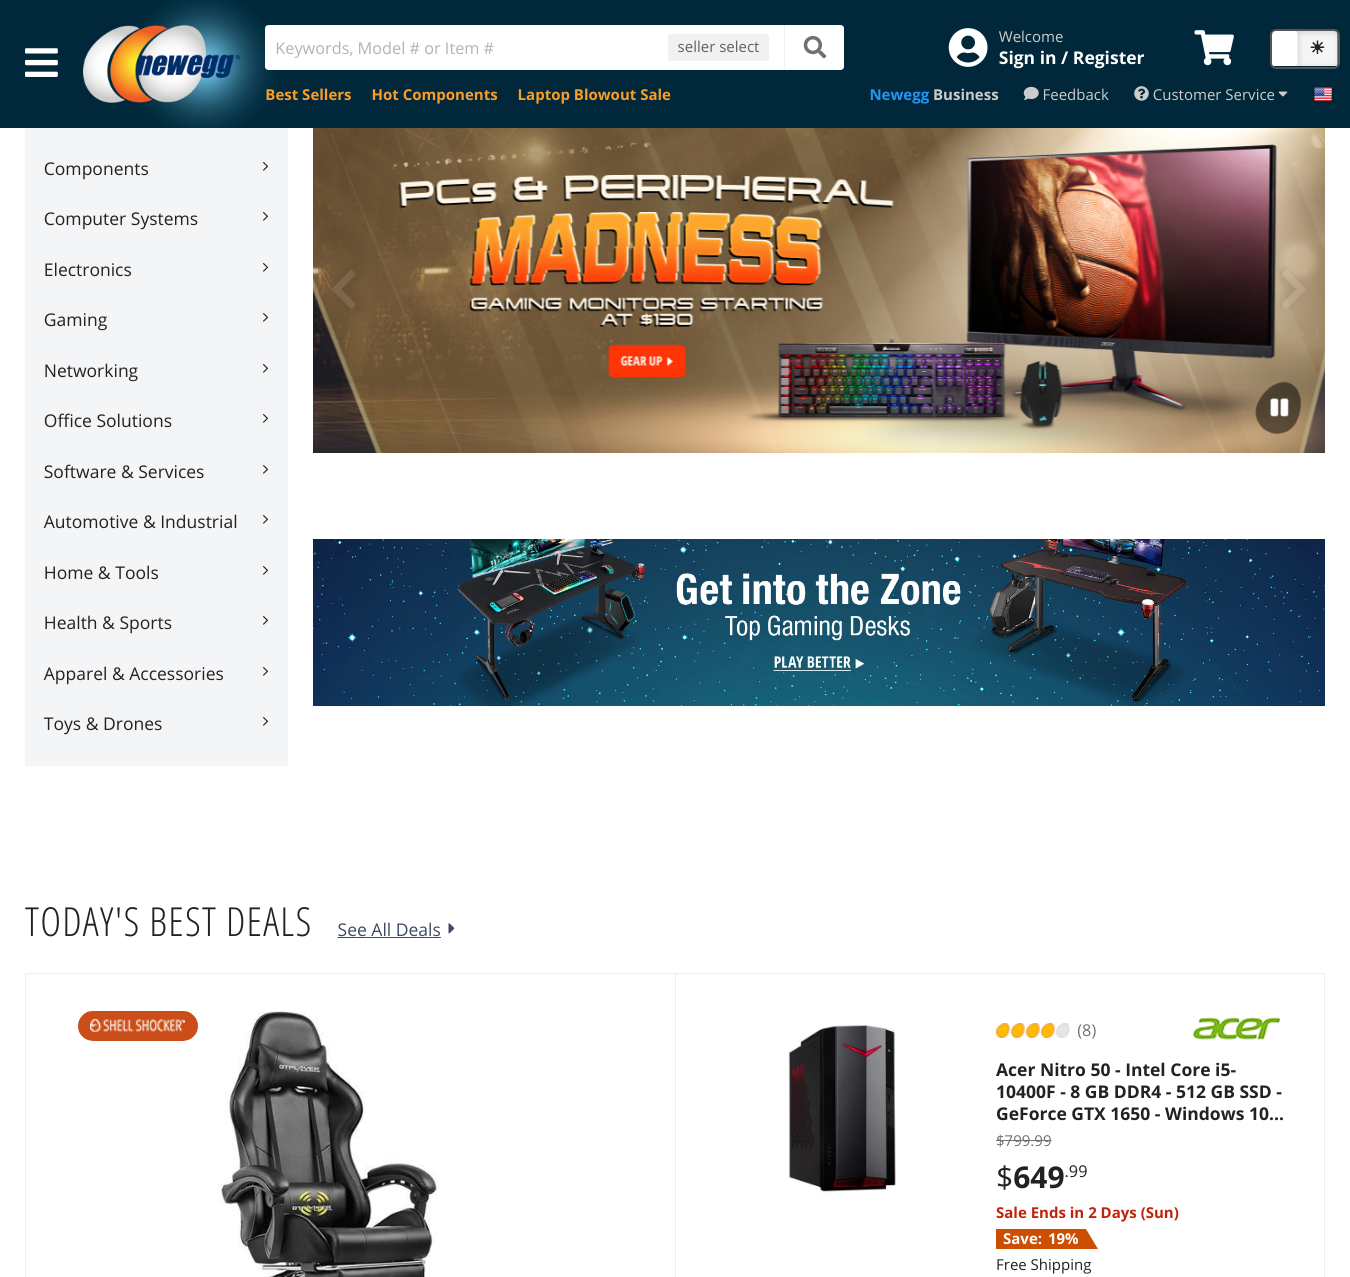 newegg
Keywords, Model # or Item #
seller select
Welcome
Sign in / Register
Best Sellers
Hot Components
Laptop Blowout Sale
Newegg Business
Feedback
Customer Service
Components
Computer Systems
Electronics
Gaming
Networking
Office Solutions
Software & Services
Automotive & Industrial
Home & Tools
Health & Sports
Apparel & Accessories
Toys & Drones
PCs & PERIPHERAL
MADNESS
GAMING MONITORS STARTING
AT $130
GEAR UP
acer
Get into the Zone
Top Gaming Desks
PLAY BETTER
TODAY'S BEST DEALS
See All Deals
SHELL SHOCKER™
GTPLAYER
(8)
acer
Acer Nitro 50 - Intel Core i5-
10400F - 8 GB DDR4 - 512 GB SSD -
GeForce GTX 1650 - Windows 10...
$799.99
$649.99
Sale Ends in 2 Days (Sun)
Save: 19%
Free Shipping